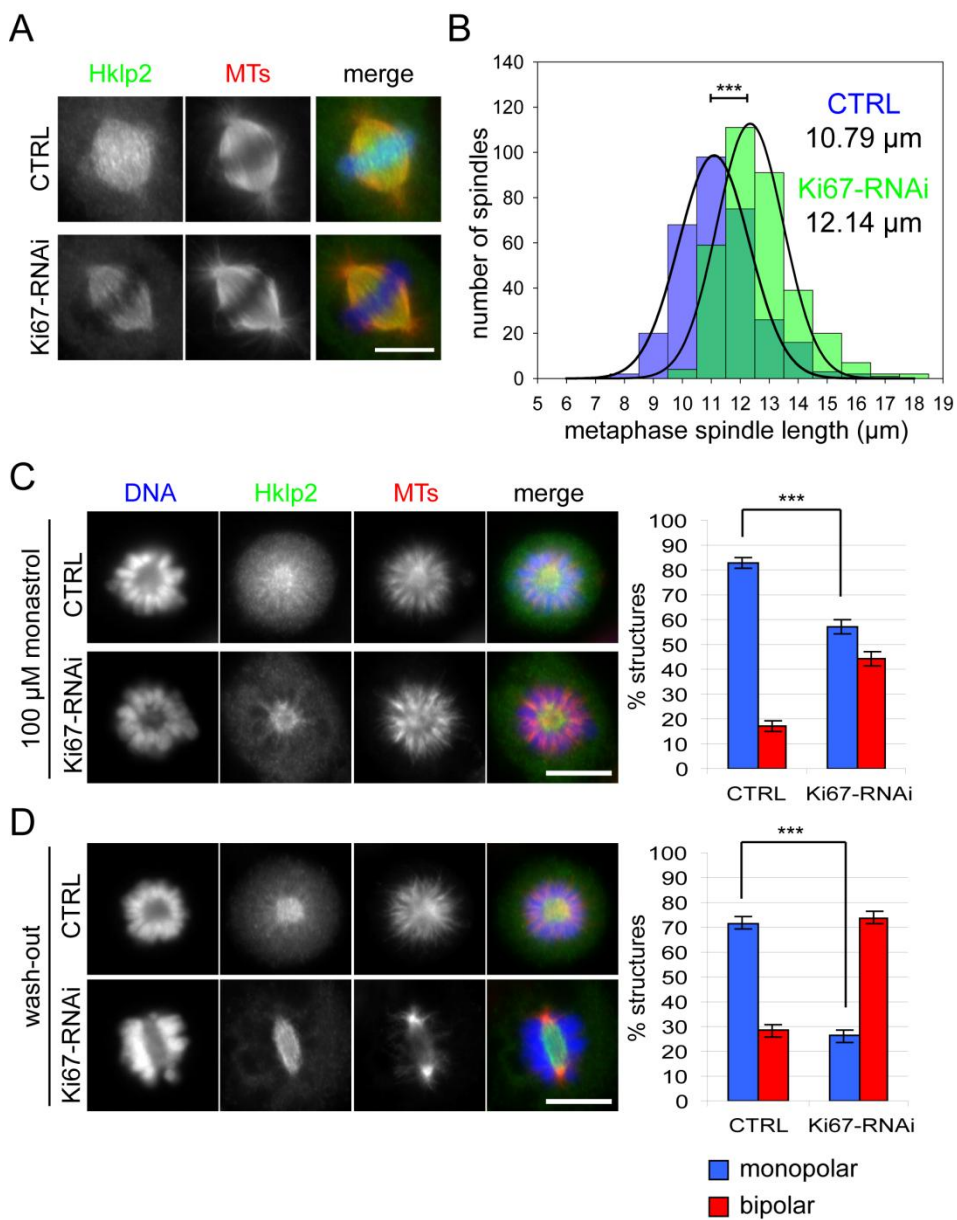 A
Hklp2 MTs merge
CTRL
Ki67-RNAi
B
140
120
100
80
60
40
20
0
number of spindles
***
CTRL
10.79 µm
Ki67-RNAi
12.14 µm
5 6 7 8 9 10 11 12 13 14 15 16 17 18 19
metaphase spindle length (µm)
C
DNA Hklp2 MTs merge
100 µM monastrol
CTRL
Ki67-RNAi
***
100
90
80
70
60
50
40
30
20
10
0
% structures
CTRL Ki67-RNAi
D
wash-out
CTRL
Ki67-RNAi
***
100
90
80
70
60
50
40
30
20
10
0
% structures
CTRL Ki67-RNAi
monopolar
bipolar